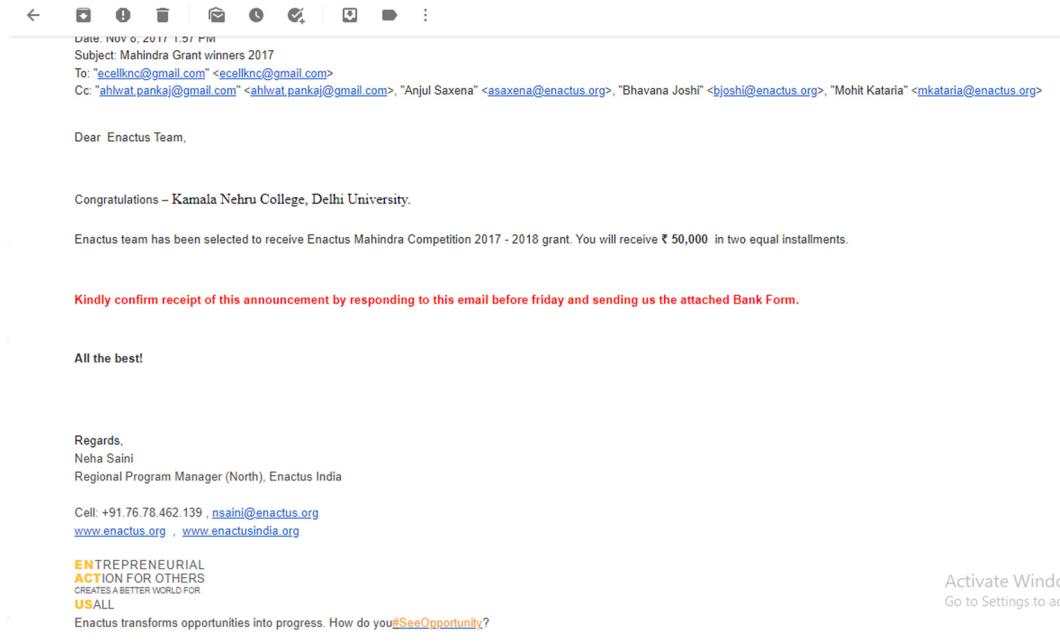 Date: Nov 8, 2017 1:57 PM
Subject: Mahindra Grant winners 2017
To: "ecellknc@gmail.com" <ecellknc@gmail.com>
Cc: "ahlwat.pankaj@gmail.com" <ahlwat.pankaj@gmail.com>, "Anjul Saxena" <asaxena@enactus.org>, "Bhavana Joshi" <bjoshi@enactus.org>, "Mohit Kataria" <mkataria@enactus.org>
Dear  Enactus Team,
Congratulations – Kamala Nehru College, Delhi University.
Enactus team has been selected to receive Enactus Mahindra Competition 2017 - 2018 grant. You will receive ₹ 50,000  in two equal installments.
Kindly confirm receipt of this announcement by responding to this email before friday and sending us the attached Bank Form.
All the best!
Regards,
Neha Saini
Regional Program Manager (North), Enactus India
Cell: +91.76.78.462.139 , nsaini@enactus.org
www.enactus.org  ,  www.enactusindia.org
ENTREPRENEURIAL
ACTION FOR OTHERS
CREATES A BETTER WORLD FOR
USALL
Enactus transforms opportunities into progress. How do you#SeeOpportunity?
Activate Windo
Go to Settings to ac